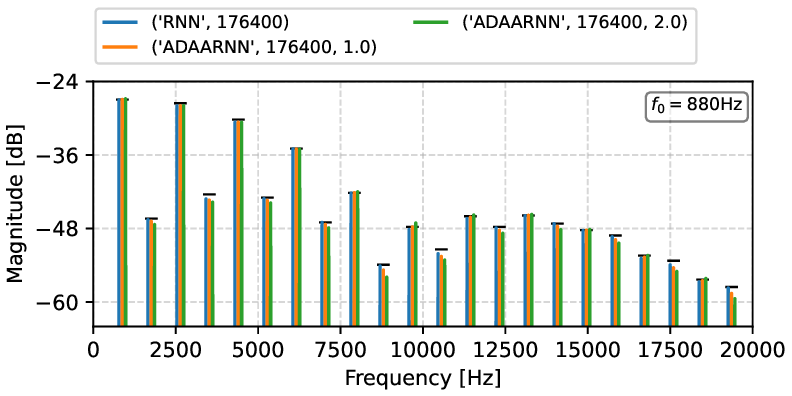 ('RNN', 176400)
('ADAARNN', 176400, 1.0)
('ADAARNN', 176400, 2.0)
f₀ = 880Hz
Magnitude [dB]
−24
−36
−48
−60
0 2500 5000 7500 10000 12500 15000 17500 20000
Frequency [Hz]